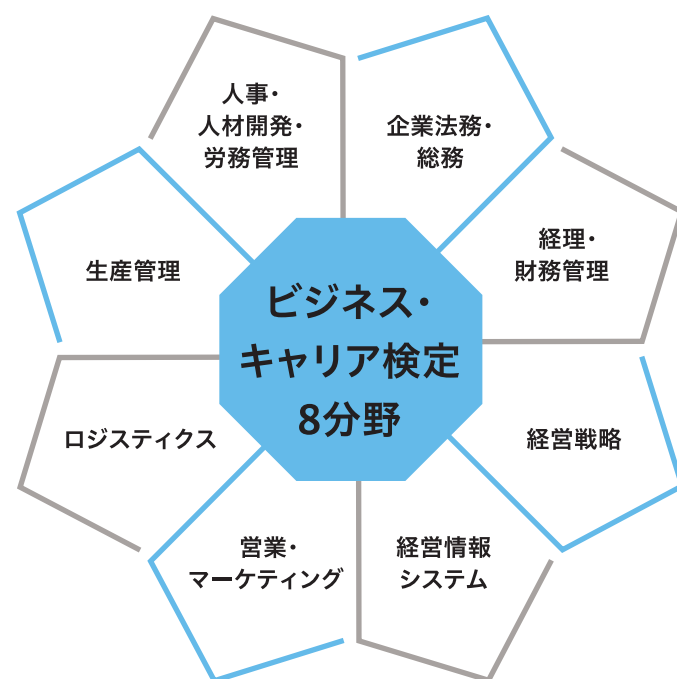 人事・
人材開発・
労務管理
企業法務・
総務
経理・
財務管理
生産管理
ビジネス・
キャリア検定
8分野
ロジスティクス
経営戦略
営業・
マーケティング
経営情報
システム